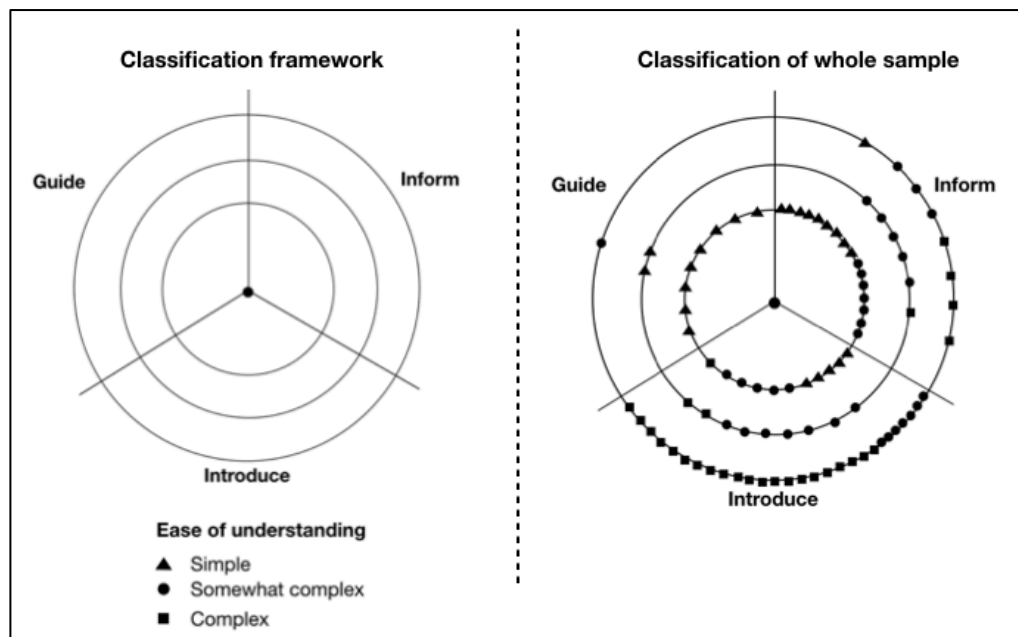 Classification framework
Guide
Inform
Introduce
Ease of understanding
Simple
Somewhat complex
Complex
Classification of whole sample
Guide
Inform
Introduce